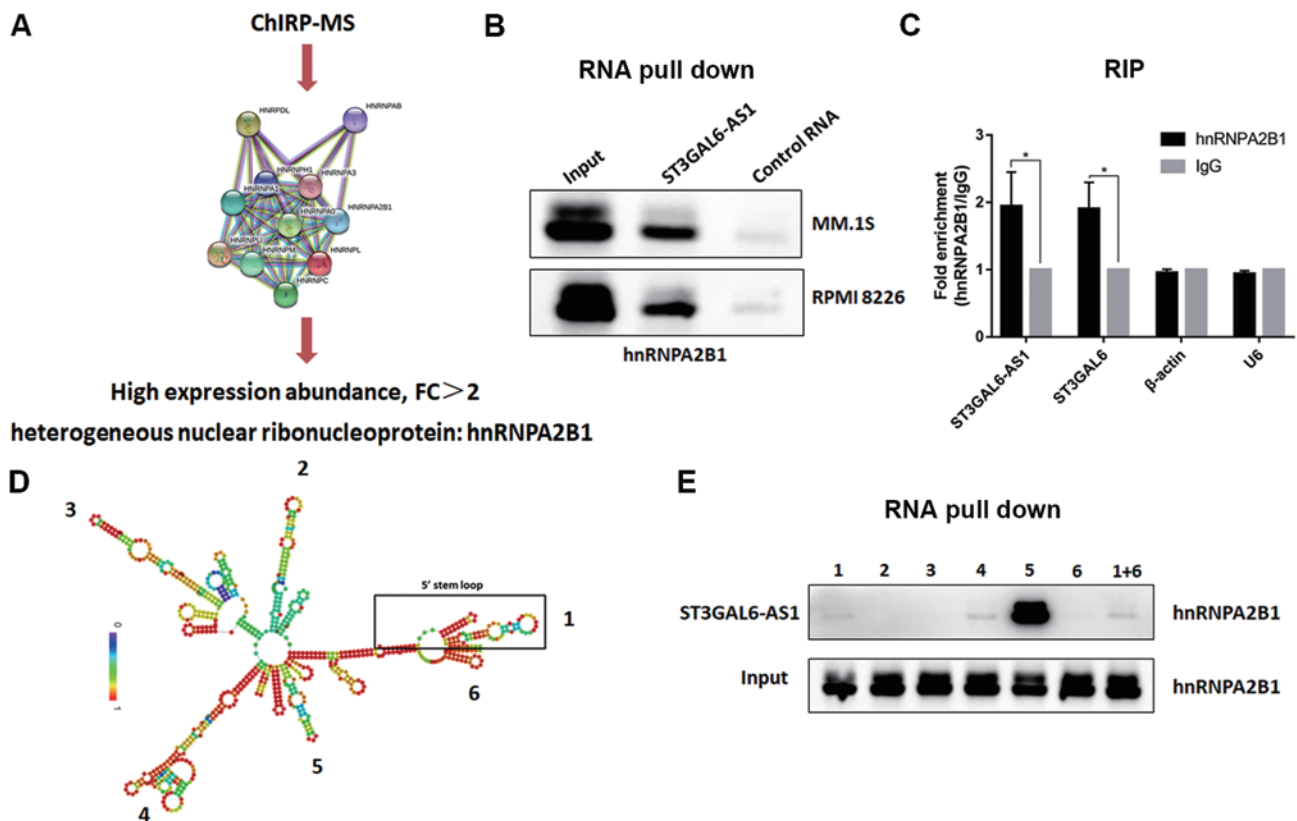 A
ChIRP-MS
HNRPDL
HNRNPAB
HNRNPH1
HNRNPA3
HNRNPA1
HNRNPA0
HNRNPA2B1
HNRNPU
HNRNPM
HNRNPL
HNRNPC
High expression abundance, FC＞2
heterogeneous nuclear ribonucleoprotein: hnRNPA2B1
B
RNA pull down
Input
ST3GAL6-AS1
Control RNA
MM.1S
RPMI 8226
hnRNPA2B1
C
RIP
Fold enrichment
(hnRNPA2B1/IgG)
3
2
1
0
*
*
hnRNPA2B1
IgG
ST3GAL6-AS1
ST3GAL6
β-actin
U6
D
2
3
5' stem loop
1
6
5
4
0
1
E
RNA pull down
1 2 3 4 5 6 1+6
ST3GAL6-AS1 hnRNPA2B1
Input hnRNPA2B1